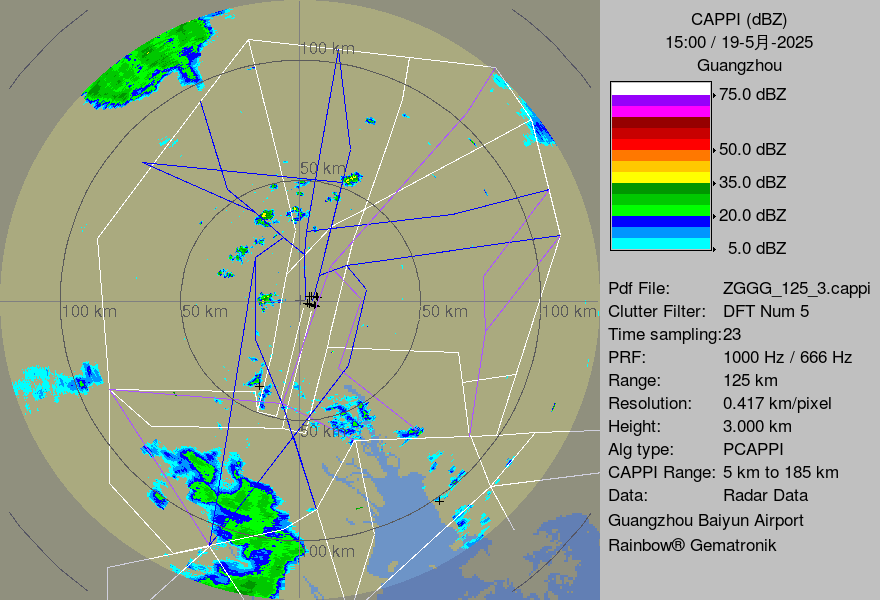 CAPPI (dBZ)
15:00 / 19-5月-2025
Guangzhou
75.0 dBZ
50.0 dBZ
35.0 dBZ
20.0 dBZ
5.0 dBZ
Pdf File: ZGGG_125_3.cappi
Clutter Filter: DFT Num 5
Time sampling:23
PRF: 1000 Hz / 666 Hz
Range: 125 km
Resolution: 0.417 km/pixel
Height: 3.000 km
Alg type: PCAPPI
CAPPI Range: 5 km to 185 km
Data: Radar Data
Guangzhou Baiyun Airport
Rainbow® Gematronik
100 km
50 km
100 km
50 km
50 km
100 km
50 km
100 km